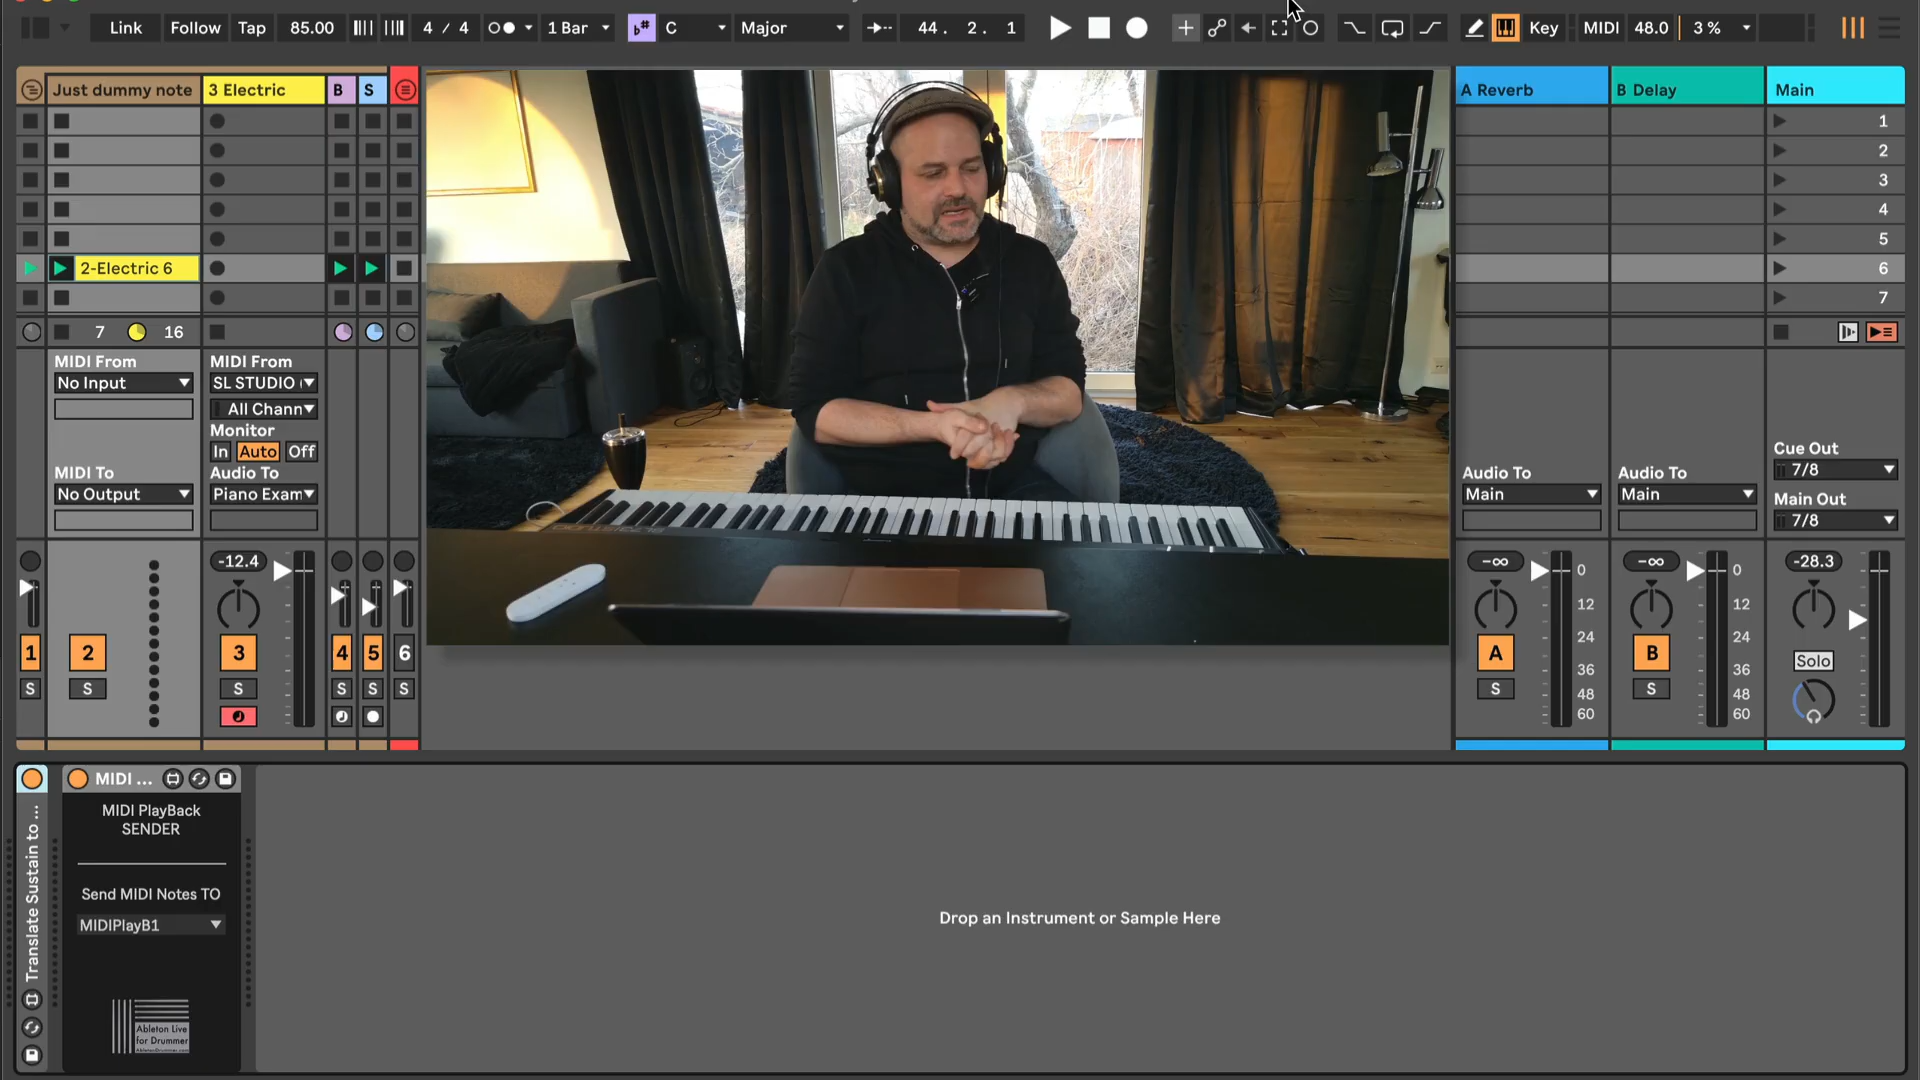 Link Follow Tap 85.00 4 / 4 1 Bar C Major 44. 2. 1 Key MIDI 48.0 3 %
Just dummy note 3 Electric B S A Reverb B Delay Main
1
2
3
4
5
2-Electric 6 6
7
7 16
MIDI From MIDI From
No Input SL STUDIO
All Chann
Monitor
In Auto Off Cue Out
MIDI To Audio To Audio To Audio To 7/8
No Output Piano Exam Main Main Main Out
7/8
-12.4 -∞ 0 -∞ 0 -28.3
12 12
24 24
1 2 3 4 5 6 A B Solo
36 36
S S S S S S S S
48 48
60 60
MIDI ...
MIDI PlayBack
SENDER
Send MIDI Notes TO
MIDIPlayB1
Translate Sustain to ...
Drop an Instrument or Sample Here
Ableton Live
for Drummer